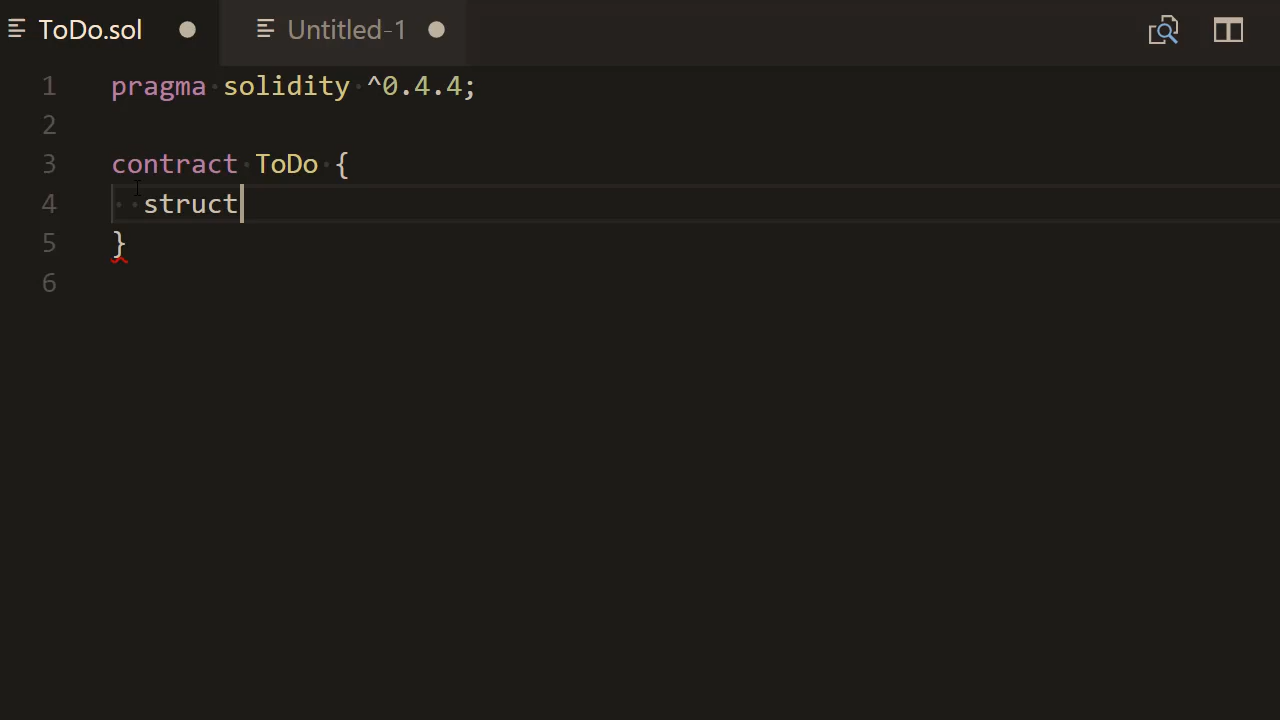 ToDo.sol Untitled-1
1 pragma solidity ^0.4.4;
2
3 contract ToDo {
4 struct
5 }
6